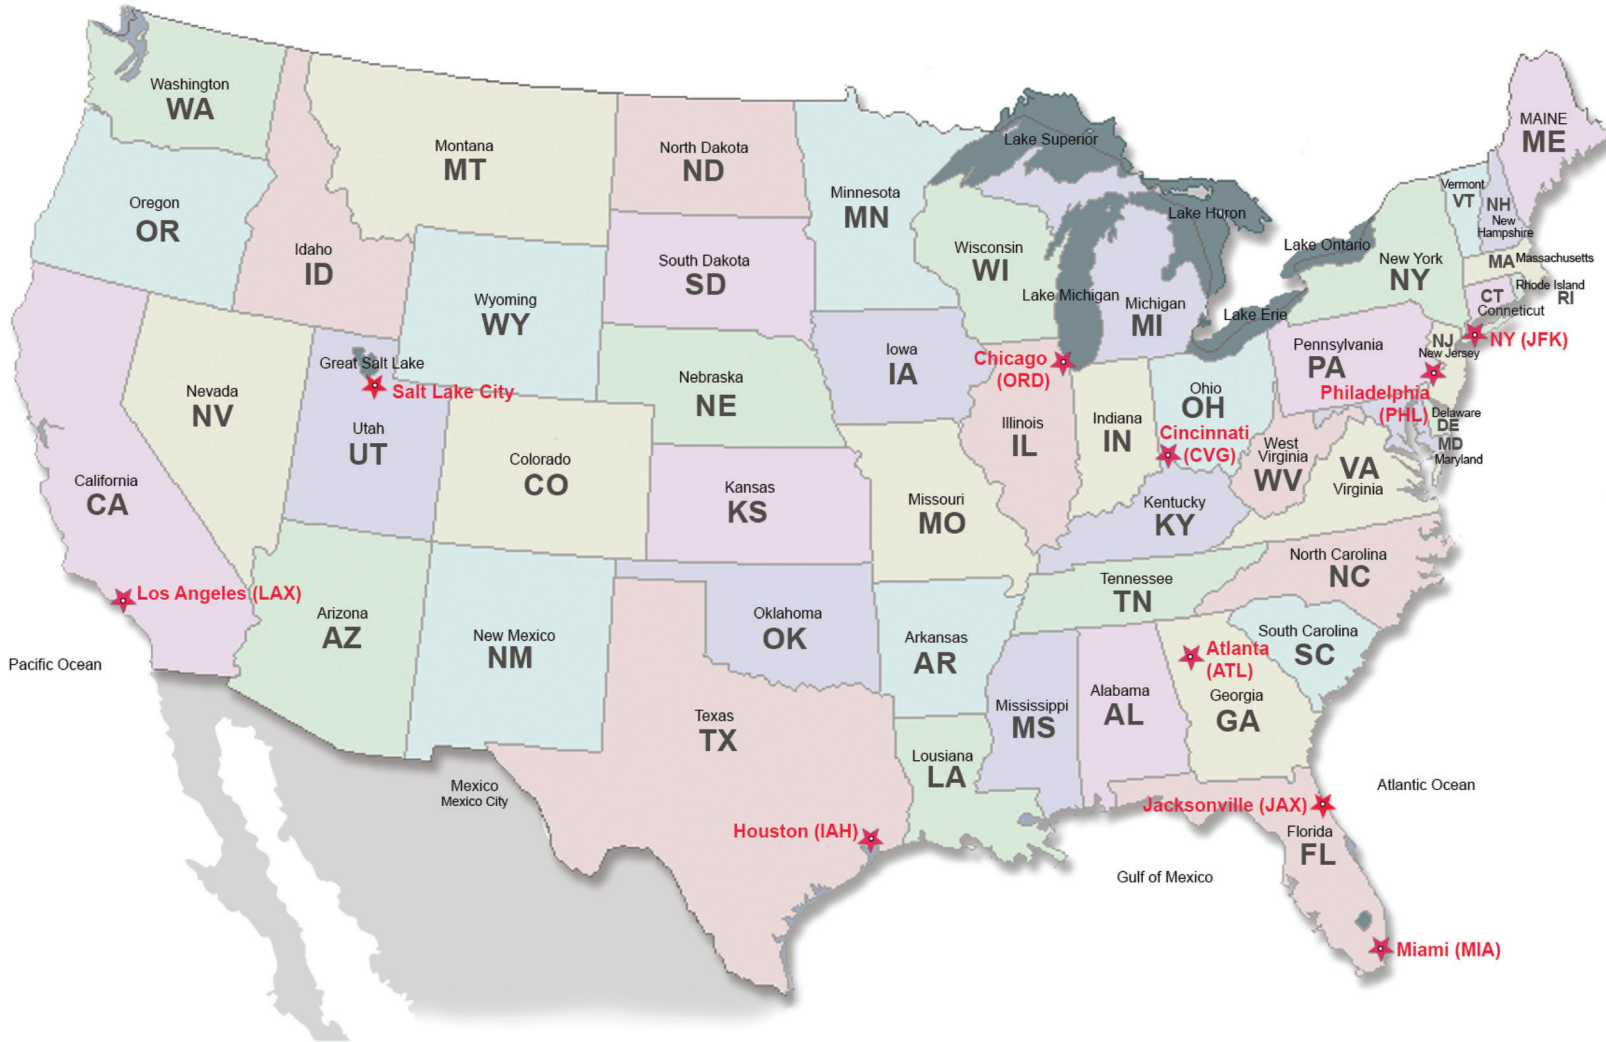 Washington
WA
Oregon
OR
Idaho
ID
Montana
MT
North Dakota
ND
Minnesota
MN
Lake Superior
MAINE
ME
Vermont
VT
NH
New
Hampshire
Wisconsin
WI
Lake Huron
Lake Ontario
New York
NY
MA Massachusetts
Rhode Island
RI
CT
Conneticut
South Dakota
SD
Wyoming
WY
Lake Michigan
Michigan
MI
Lake Erie
NY (JFK)
NJ
New Jersey
Pennsylvania
PA
Philadelphia
(PHL)
Delaware
DE
MD
Maryland
Great Salt Lake
Salt Lake City
Nevada
NV
Utah
UT
Nebraska
NE
Iowa
IA
Chicago
(ORD)
Illinois
IL
Indiana
IN
Ohio
OH
Cincinnati
(CVG)
West
Virginia
WV
VA
Virginia
California
CA
Colorado
CO
Kansas
KS
Missouri
MO
Kentucky
KY
Los Angeles (LAX)
Arizona
AZ
New Mexico
NM
Oklahoma
OK
Arkansas
AR
Tennessee
TN
North Carolina
NC
South Carolina
SC
Atlanta
(ATL)
Georgia
GA
Pacific Ocean
Texas
TX
Mississippi
MS
Alabama
AL
Lousiana
LA
Mexico
Mexico City
Houston (IAH)
Jacksonville (JAX)
Atlantic Ocean
Florida
FL
Gulf of Mexico
Miami (MIA)